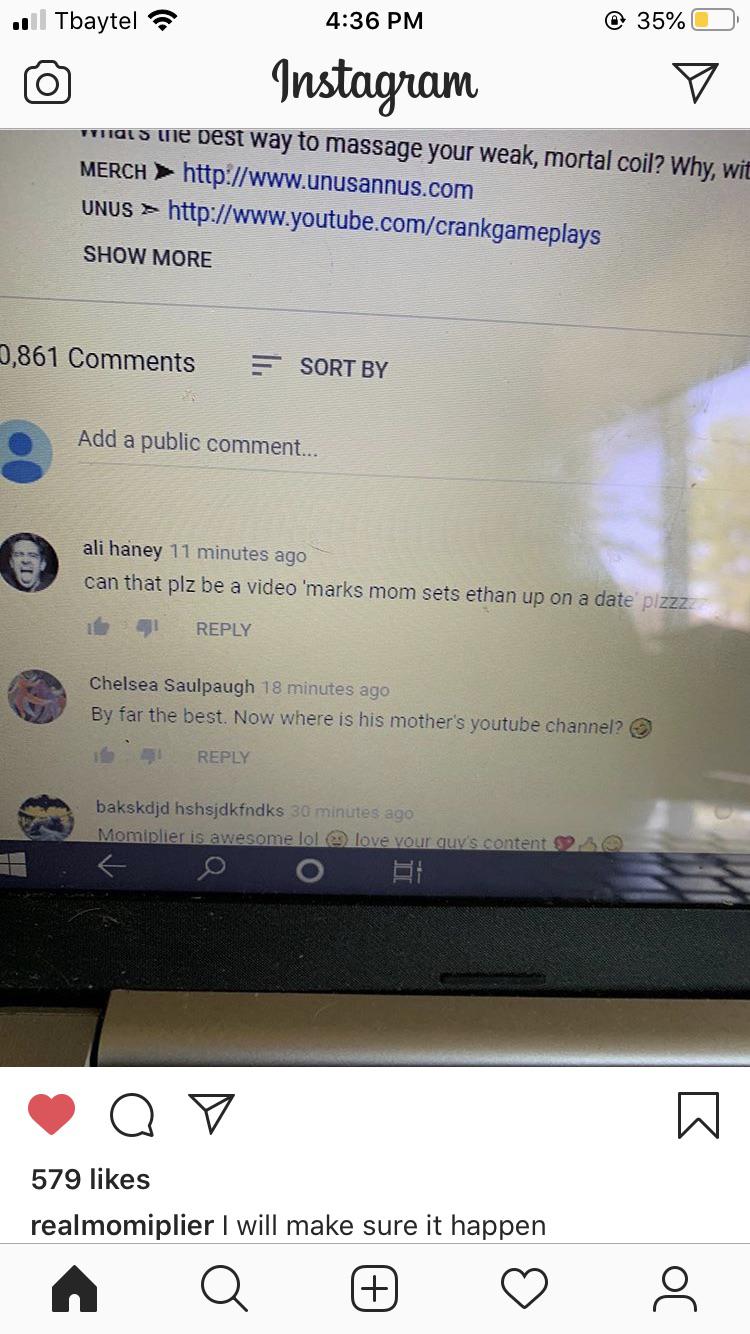 Tbaytel 4:36 PM 35%
Instagram
What's the best way to massage your weak, mortal coil? Why, wit
MERCH ➤ http://www.unusannus.com
UNUS ➣ http://www.youtube.com/crankgameplays
SHOW MORE
0,861 Comments SORT BY
Add a public comment...
ali haney 11 minutes ago
can that plz be a video 'marks mom sets ethan up on a date' plzzzzz
REPLY
Chelsea Saulpaugh 18 minutes ago
By far the best. Now where is his mother's youtube channel? 🤣
REPLY
bakskdjd hshsjdkfndks 30 minutes ago
Momiplier is awesome lol 😆 love your guy's content 💖👍😊
579 likes
realmomiplier I will make sure it happen